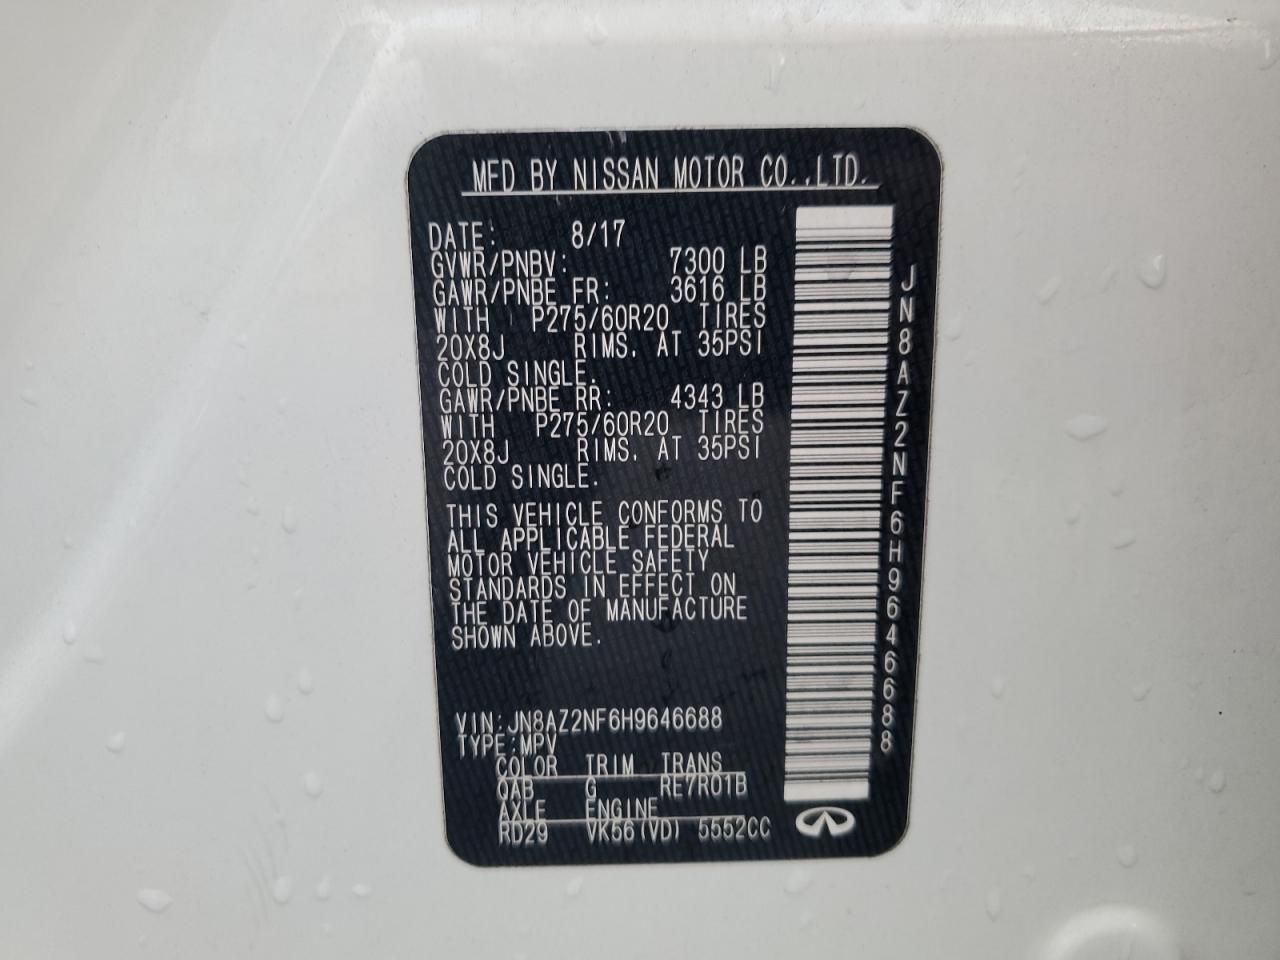 MFD BY NISSAN MOTOR CO.,LTD.
DATE: 8/17
GVWR/PNBV: 7300 LB
GAWR/PNBE FR: 3616 LB
WITH P275/60R20 TIRES
20X8J RIMS. AT 35PSI
COLD SINGLE.
GAWR/PNBE RR: 4343 LB
WITH P275/60R20 TIRES
20X8J RIMS. AT 35PSI
COLD SINGLE.
THIS VEHICLE CONFORMS TO
ALL APPLICABLE FEDERAL
MOTOR VEHICLE SAFETY
STANDARDS IN EFFECT ON
THE DATE OF MANUFACTURE
SHOWN ABOVE.
VIN:JN8AZ2NF6H9646688
TYPE:MPV
COLOR TRIM TRANS
QAB G RE7R01B
AXLE ENGINE
RD29 VK56(VD) 5552CC
JN8AZ2NF6H9646688